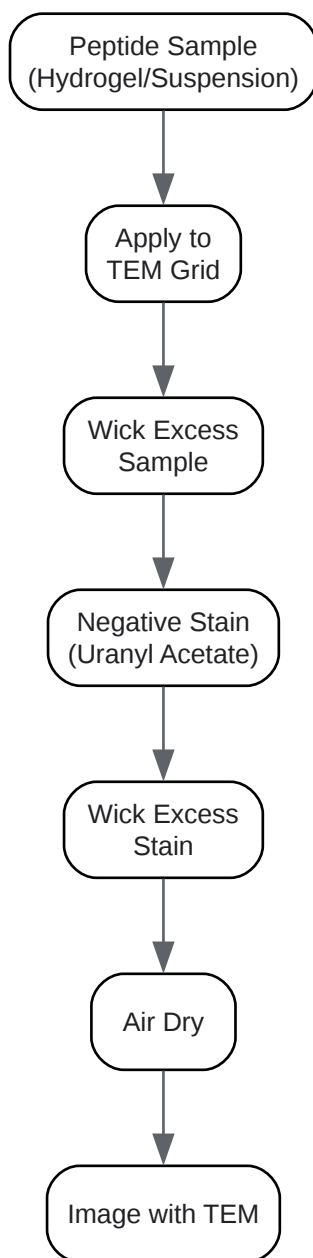 Peptide Sample
(Hydrogel/Suspension)
Apply to
TEM Grid
Wick Excess
Sample
Negative Stain
(Uranyl Acetate)
Wick Excess
Stain
Air Dry
Image with TEM